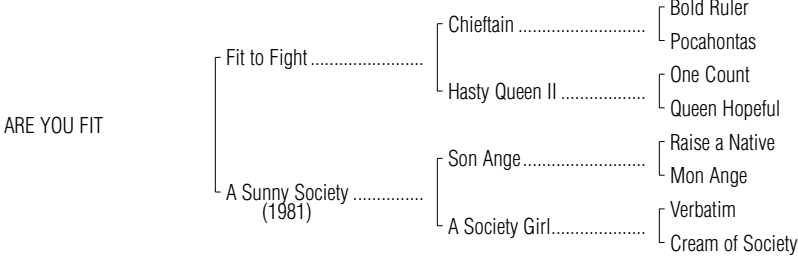 Bold Ruler
Chieftain ..........................
Pocahontas
Fit to Fight .......................
One Count
Hasty Queen II .................
Queen Hopeful
ARE YOU FIT
Raise a Native
Son Ange.........................
Mon Ange
A Sunny Society ...............
(1981)
Verbatim
A Society Girl...................
Cream of Society